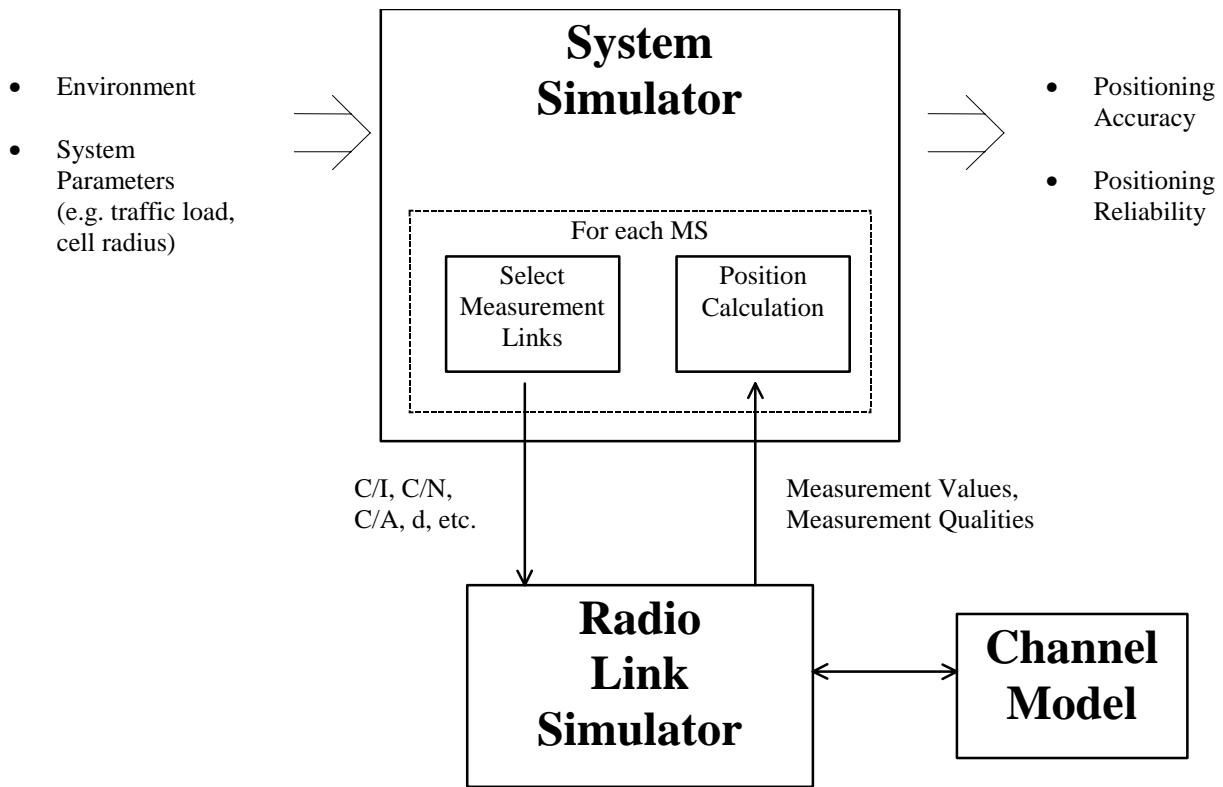 System
Simulator
• Environment
• System
Parameters
(e.g. traffic load,
cell radius)
• Positioning
Accuracy
• Positioning
Reliability
For each MS
Select
Measurement
Links
Position
Calculation
C/I, C/N,
C/A, d, etc.
Measurement Values,
Measurement Qualities
Radio
Link
Simulator
Channel
Model